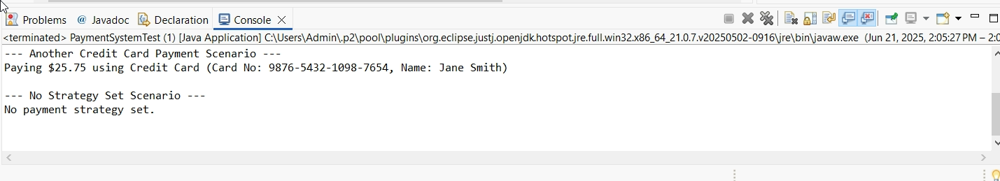 Problems @ Javadoc Declaration Console
<terminated> PaymentSystemTest (1) [Java Application] C:\Users\Admin\.p2\pool\plugins\org.eclipse.justj.openjdk.hotspot.jre.full.win32.x86_64_21.0.7.v20250502-0916\jre\bin\javaw.exe (Jun 21, 2025, 2:05:27 PM – 2:0
--- Another Credit Card Payment Scenario ---
Paying $25.75 using Credit Card (Card No: 9876-5432-1098-7654, Name: Jane Smith)
--- No Strategy Set Scenario ---
No payment strategy set.